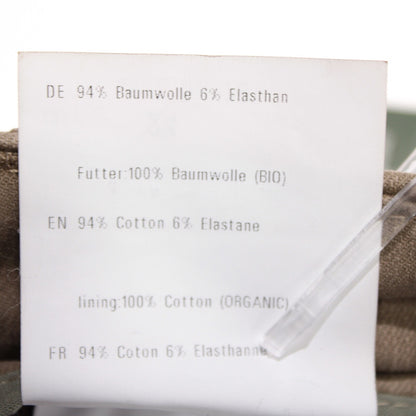 DE 94% Baumwolle 6% Elasthan
Futter:100% Baumwolle (BIO)
EN 94% Cotton 6% Elastane
lining:100% Cotton (ORGANIC)
FR 94% Coton 6% Elasthanne